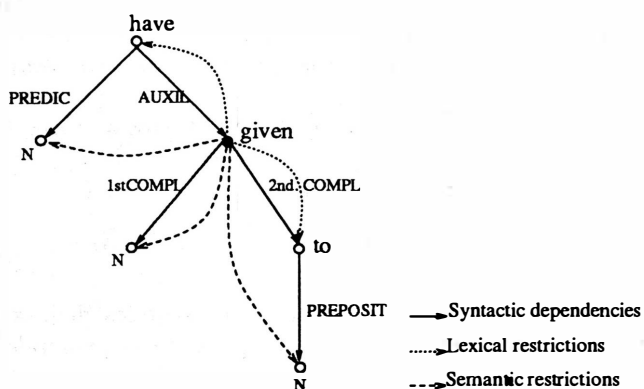 have
PREDIC
AUXIL
given
N
1stCOMPL
2nd. COMPL
N
to
PREPOSIT
Syntactic dependencies
Lexical restrictions
N
Semantic restrictions